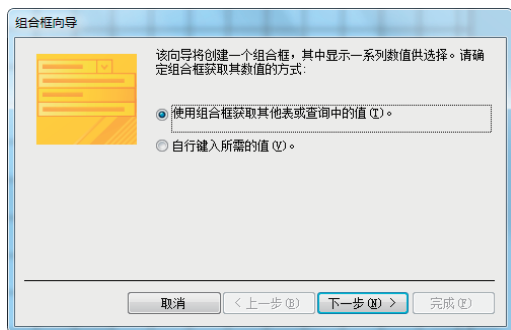 组合框向导
该向导将创建一个组合框，其中显示一系列数值供选择。请确
定组合框获取其数值的方式:
使用组合框获取其他表或查询中的值(T)。
自行键入所需的值(V)。
取消
< 上一步(B)
下一步(N) >
完成(F)